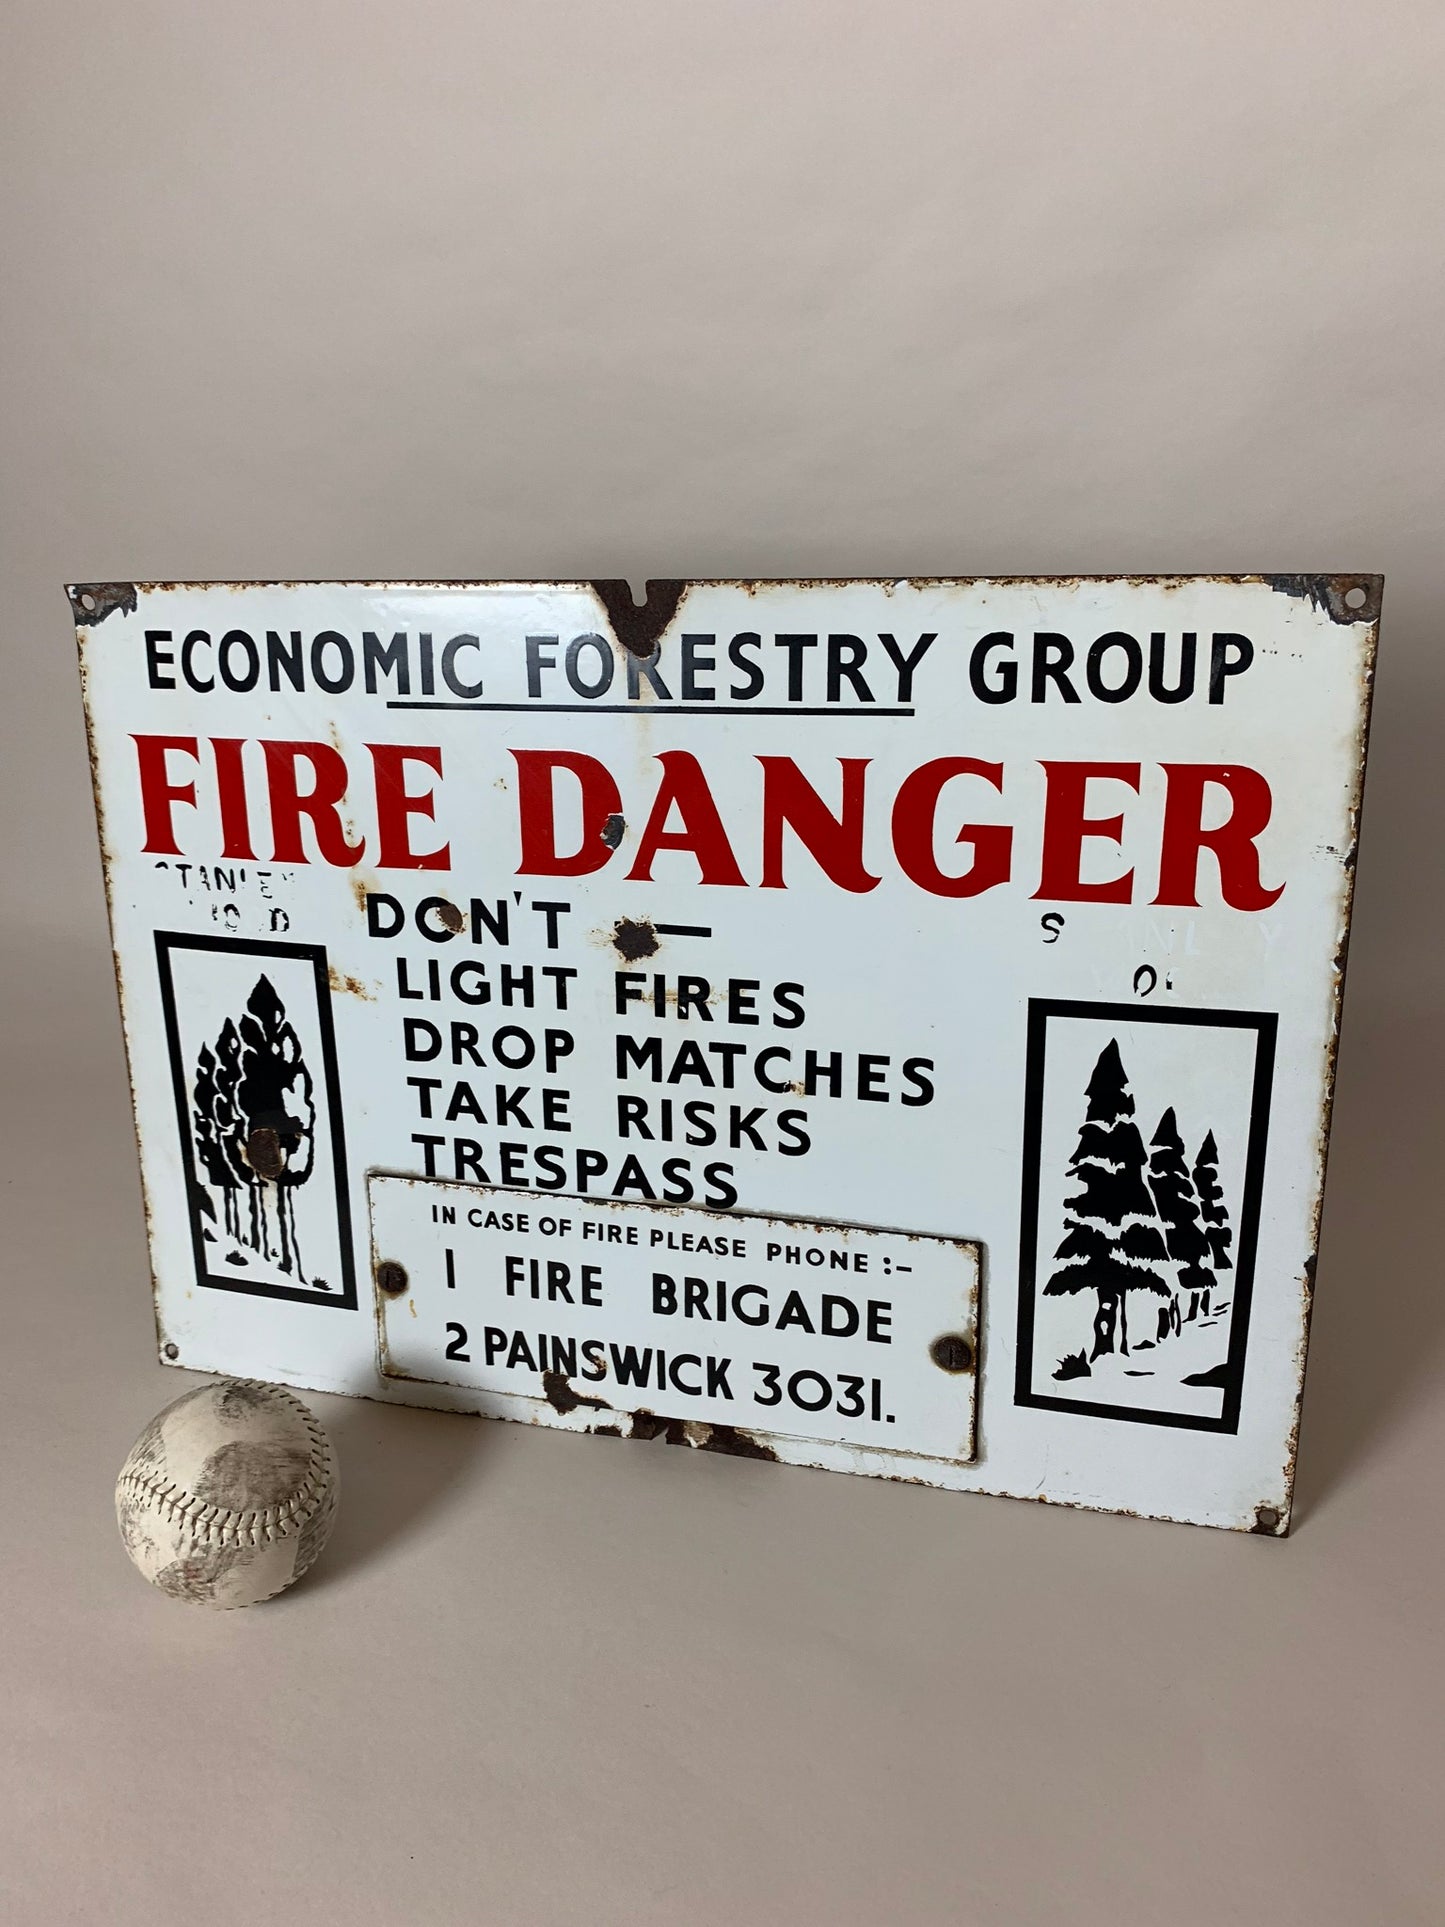 ECONOMIC FORESTRY GROUP
FIRE DANGER
STANLEY
DON'T —
LIGHT FIRES
DROP MATCHES
TAKE RISKS
TRESPASS
IN CASE OF FIRE PLEASE PHONE :-
1 FIRE BRIGADE
2 PAINSWICK 3031.